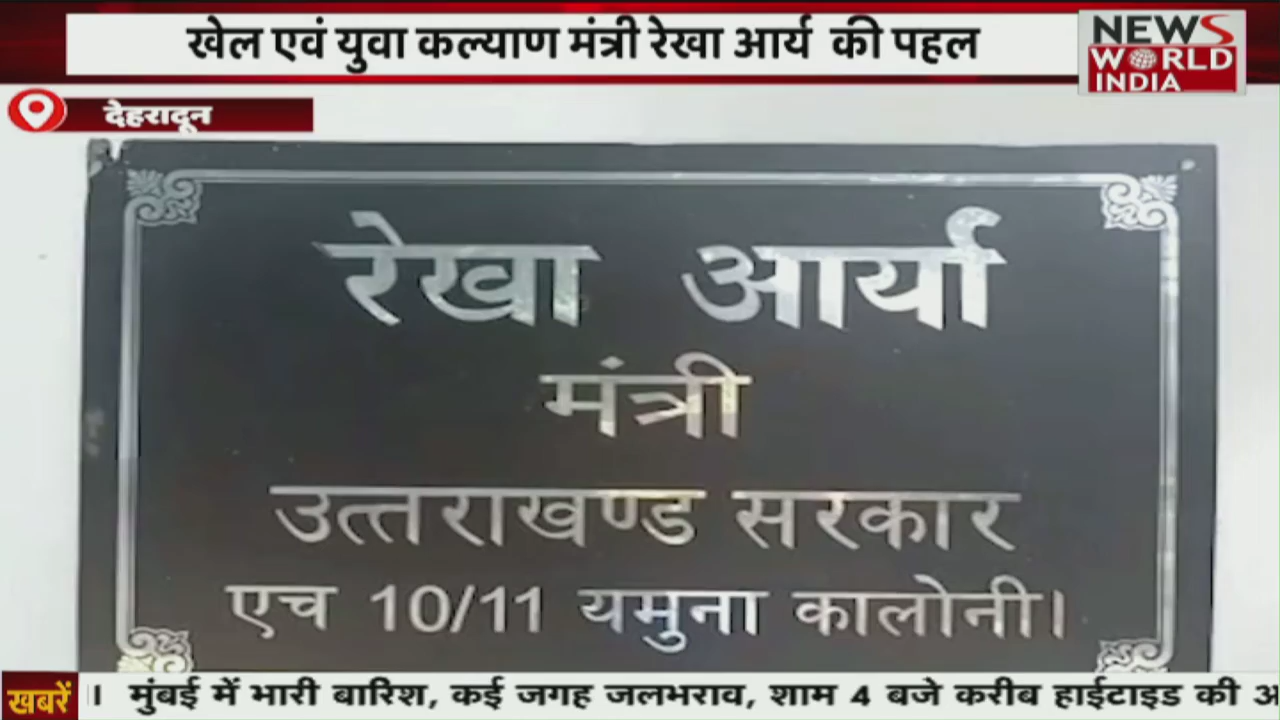 खेल एवं युवा कल्याण मंत्री रेखा आर्य की पहल
NEWS
WORLD
INDIA
देहरादून
रेखा आर्या
मंत्री
उत्तराखण्ड सरकार
एच 10/11 यमुना कालोनी।
खबरें
। मुंबई में भारी बारिश, कई जगह जलभराव, शाम 4 बजे करीब हाईटाइड की